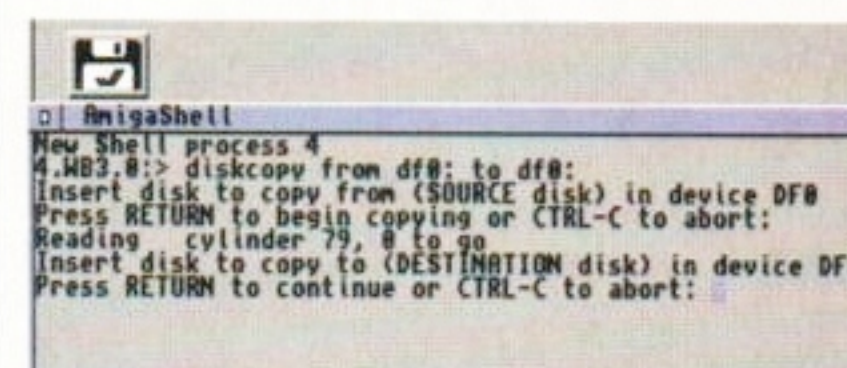 AmigaShell
New Shell process 4
4.WB3.0:> diskcopy from df0: to df0:
Insert disk to copy from (SOURCE disk) in device DF0
Press RETURN to begin copying or CTRL-C to abort:
Reading   cylinder 79, 0 to go
Insert disk to copy to (DESTINATION disk) in device DF
Press RETURN to continue or CTRL-C to abort: